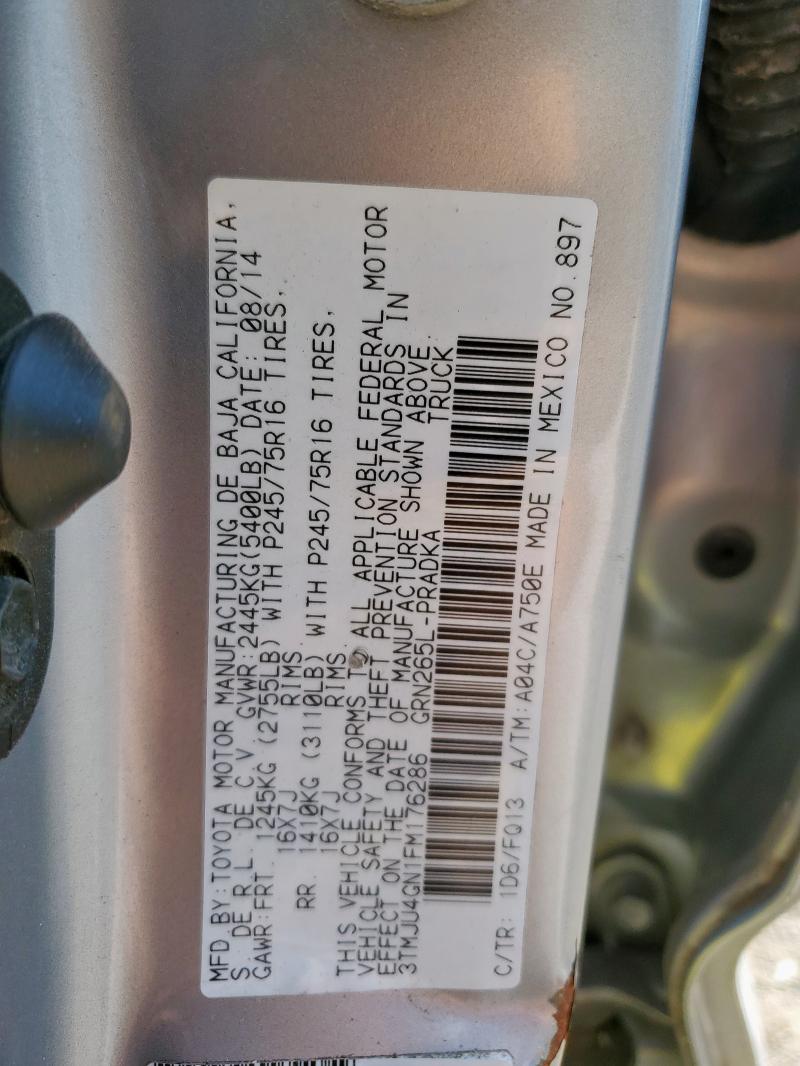 MFD BY: TOYOTA MOTOR MANUFACTURING DE BAJA CALIFORNIA,
S. DE R.L. DE C.V. GVWR: 2445KG(5400LB) DATE: 08/14
GAWR: FRT. 1245KG (2755LB) WITH P245/75R16 TIRES,
16X7J RIMS
RR. 1410KG (3110LB) WITH P245/75R16 TIRES,
16X7J RIMS.
THIS VEHICLE CONFORMS TO ALL APPLICABLE FEDERAL MOTOR
VEHICLE SAFETY AND THEFT PREVENTION STANDARDS IN
EFFECT ON THE DATE OF MANUFACTURE SHOWN ABOVE.
3TMJU4GN1FM176286 GRN265L-PRADKA TRUCK
C/TR: 1D6/FQ13 A/TM: A04C/A750E MADE IN MEXICO NO. 897